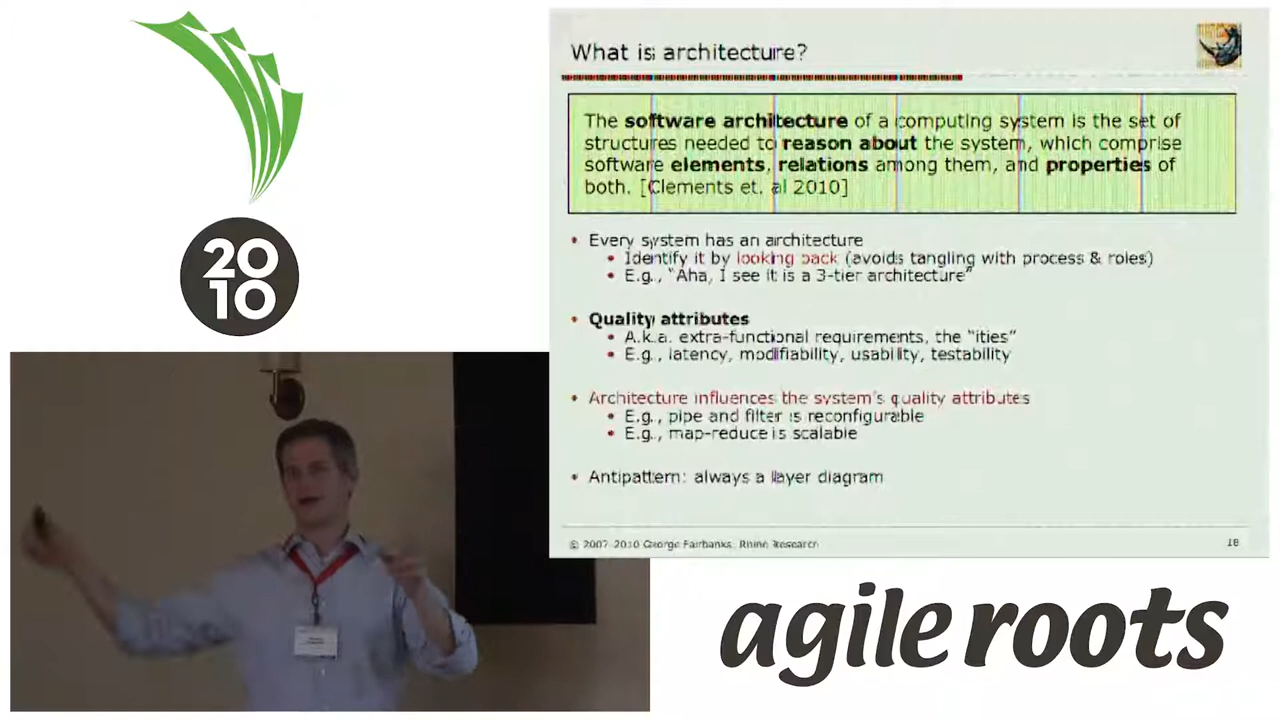 20
10
What is architecture?
The software architecture of a computing system is the set of
structures needed to reason about the system, which comprise
software elements, relations among them, and properties of
both. [Clements et. al 2010]
• Every system has an architecture
• Identify it by looking back (avoids tangling with process & roles)
• E.g., “Aha, I see it is a 3-tier architecture”
• Quality attributes
• A.k.a. extra-functional requirements, the “ities”
• E.g., latency, modifiability, usability, testability
• Architecture influences the system's quality attributes
• E.g., pipe and filter is reconfigurable
• E.g., map-reduce is scalable
• Antipattern: always a layer diagram
© 2007-2010 George Fairbanks, Rhino Research
18
agile roots